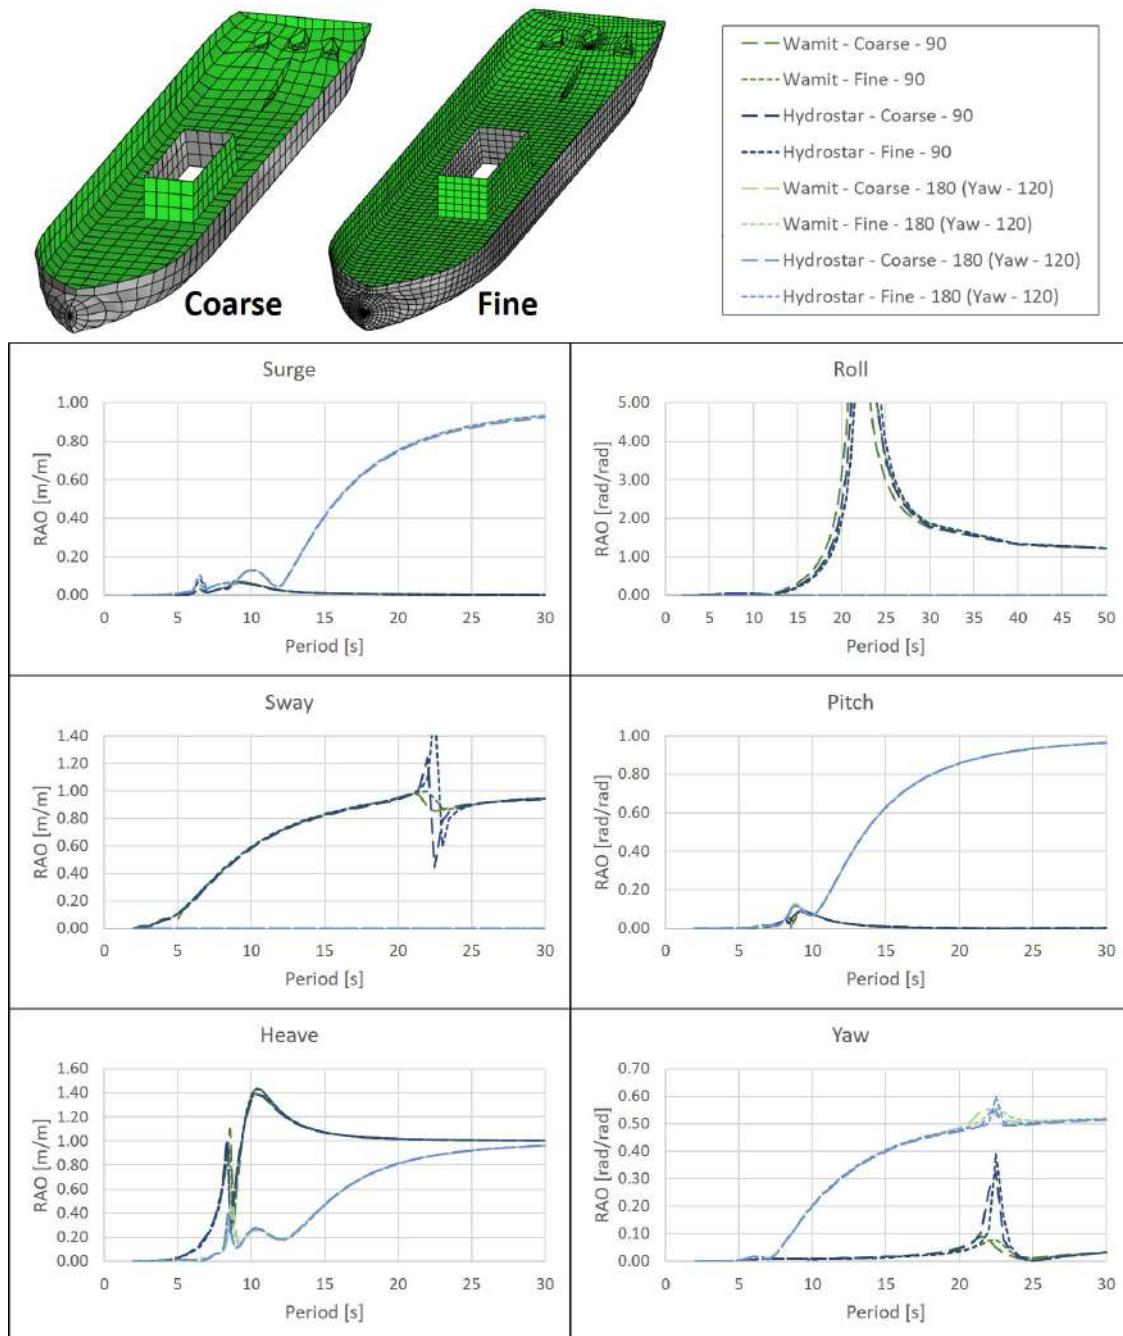 Coarse
Fine
Wamit - Coarse - 90
Wamit - Fine - 90
Hydrostar - Coarse - 90
Hydrostar - Fine - 90
Wamit - Coarse - 180 (Yaw - 120)
Wamit - Fine - 180 (Yaw - 120)
Hydrostar - Coarse - 180 (Yaw - 120)
Hydrostar - Fine - 180 (Yaw - 120)
Surge
RAO [m/m]
1.00
0.80
0.60
0.40
0.20
0.00
0 5 10 15 20 25 30
Period [s]
Roll
RAO [rad/rad]
5.00
4.00
3.00
2.00
1.00
0.00
0 5 10 15 20 25 30 35 40 45 50
Period [s]
Sway
RAO [m/m]
1.40
1.20
1.00
0.80
0.60
0.40
0.20
0.00
0 5 10 15 20 25 30
Period [s]
Pitch
RAO [rad/rad]
1.00
0.80
0.60
0.40
0.20
0.00
0 5 10 15 20 25 30
Period [s]
Heave
RAO [m/m]
1.60
1.40
1.20
1.00
0.80
0.60
0.40
0.20
0.00
0 5 10 15 20 25 30
Period [s]
Yaw
RAO [rad/rad]
0.70
0.60
0.50
0.40
0.30
0.20
0.10
0.00
0 5 10 15 20 25 30
Period [s]